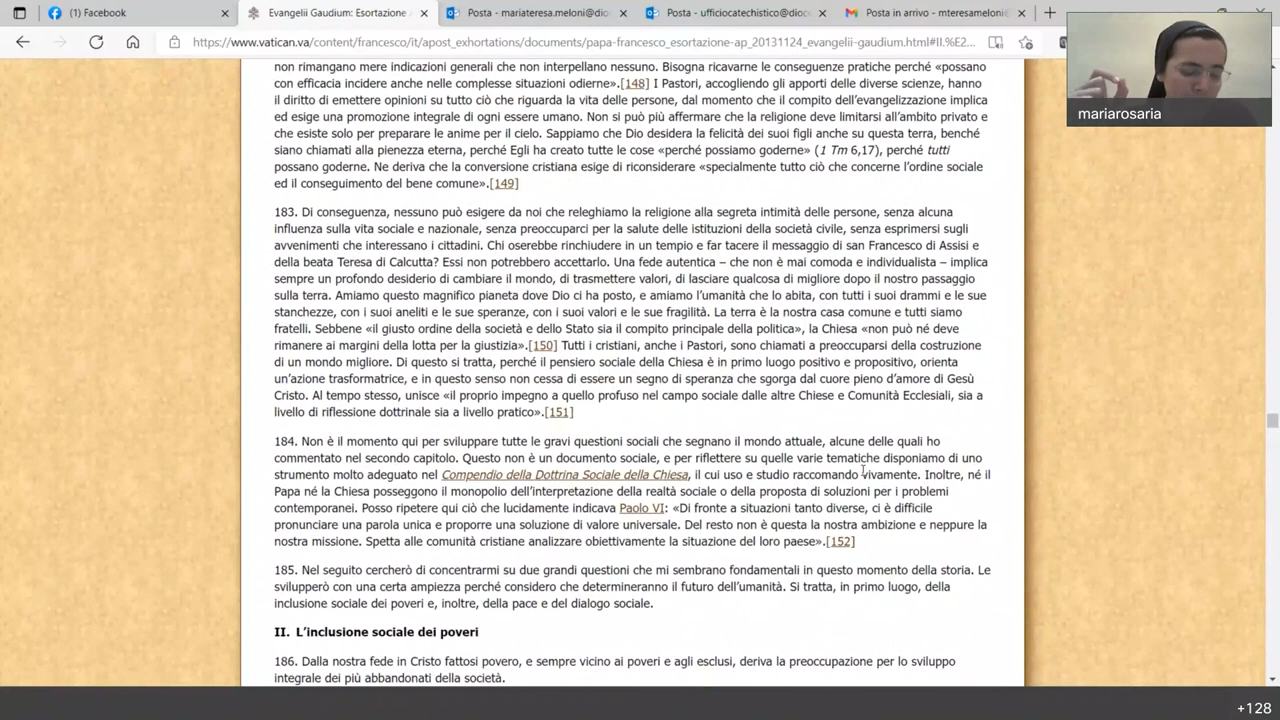 (1) Facebook
Evangelii Gaudium: Esortazione
Posta - mariateresa.meloni@dio
Posta - ufficiocatechistico@dioce
Posta in arrivo - mteresameloni@
https://www.vatican.va/content/francesco/it/apost_exhortations/documents/papa-francesco_esortazione-ap_20131124_evangelii-gaudium.html#II.%E2...
mariarosaria
non rimangano mere indicazioni generali che non interpellano nessuno. Bisogna ricavarne le conseguenze pratiche perché «possano
con efficacia incidere anche nelle complesse situazioni odierne».[148] I Pastori, accogliendo gli apporti delle diverse scienze, hanno
il diritto di emettere opinioni su tutto ciò che riguarda la vita delle persone, dal momento che il compito dell'evangelizzazione implica
ed esige una promozione integrale di ogni essere umano. Non si può più affermare che la religione deve limitarsi all'ambito privato e
che esiste solo per preparare le anime per il cielo. Sappiamo che Dio desidera la felicità dei suoi figli anche su questa terra, benché
siano chiamati alla pienezza eterna, perché Egli ha creato tutte le cose «perché possiamo goderne» (1 Tm 6,17), perché tutti
possano goderne. Ne deriva che la conversione cristiana esige di riconsiderare «specialmente tutto ciò che concerne l'ordine sociale
ed il conseguimento del bene comune».[149]
183. Di conseguenza, nessuno può esigere da noi che releghiamo la religione alla segreta intimità delle persone, senza alcuna
influenza sulla vita sociale e nazionale, senza preoccuparci per la salute delle istituzioni della società civile, senza esprimersi sugli
avvenimenti che interessano i cittadini. Chi oserebbe rinchiudere in un tempio e far tacere il messaggio di san Francesco di Assisi e
della beata Teresa di Calcutta? Essi non potrebbero accettarlo. Una fede autentica – che non è mai comoda e individualista – implica
sempre un profondo desiderio di cambiare il mondo, di trasmettere valori, di lasciare qualcosa di migliore dopo il nostro passaggio
sulla terra. Amiamo questo magnifico pianeta dove Dio ci ha posto, e amiamo l'umanità che lo abita, con tutti i suoi drammi e le sue
stanchezze, con i suoi aneliti e le sue speranze, con i suoi valori e le sue fragilità. La terra è la nostra casa comune e tutti siamo
fratelli. Sebbene «il giusto ordine della società e dello Stato sia il compito principale della politica», la Chiesa «non può né deve
rimanere ai margini della lotta per la giustizia».[150] Tutti i cristiani, anche i Pastori, sono chiamati a preoccuparsi della costruzione
di un mondo migliore. Di questo si tratta, perché il pensiero sociale della Chiesa è in primo luogo positivo e propositivo, orienta
un'azione trasformatrice, e in questo senso non cessa di essere un segno di speranza che sgorga dal cuore pieno d'amore di Gesù
Cristo. Al tempo stesso, unisce «il proprio impegno a quello profuso nel campo sociale dalle altre Chiese e Comunità Ecclesiali, sia a
livello di riflessione dottrinale sia a livello pratico».[151]
184. Non è il momento qui per sviluppare tutte le gravi questioni sociali che segnano il mondo attuale, alcune delle quali ho
commentato nel secondo capitolo. Questo non è un documento sociale, e per riflettere su quelle varie tematiche disponiamo di uno
strumento molto adeguato nel Compendio della Dottrina Sociale della Chiesa, il cui uso e studio raccomando vivamente. Inoltre, né il
Papa né la Chiesa posseggono il monopolio dell'interpretazione della realtà sociale o della proposta di soluzioni per i problemi
contemporanei. Posso ripetere qui ciò che lucidamente indicava Paolo VI: «Di fronte a situazioni tanto diverse, ci è difficile
pronunciare una parola unica e proporre una soluzione di valore universale. Del resto non è questa la nostra ambizione e neppure la
nostra missione. Spetta alle comunità cristiane analizzare obiettivamente la situazione del loro paese».[152]
185. Nel seguito cercherò di concentrarmi su due grandi questioni che mi sembrano fondamentali in questo momento della storia. Le
svilupperò con una certa ampiezza perché considero che determineranno il futuro dell'umanità. Si tratta, in primo luogo, della
inclusione sociale dei poveri e, inoltre, della pace e del dialogo sociale.
II. L'inclusione sociale dei poveri
186. Dalla nostra fede in Cristo fattosi povero, e sempre vicino ai poveri e agli esclusi, deriva la preoccupazione per lo sviluppo
integrale dei più abbandonati della società.
+128